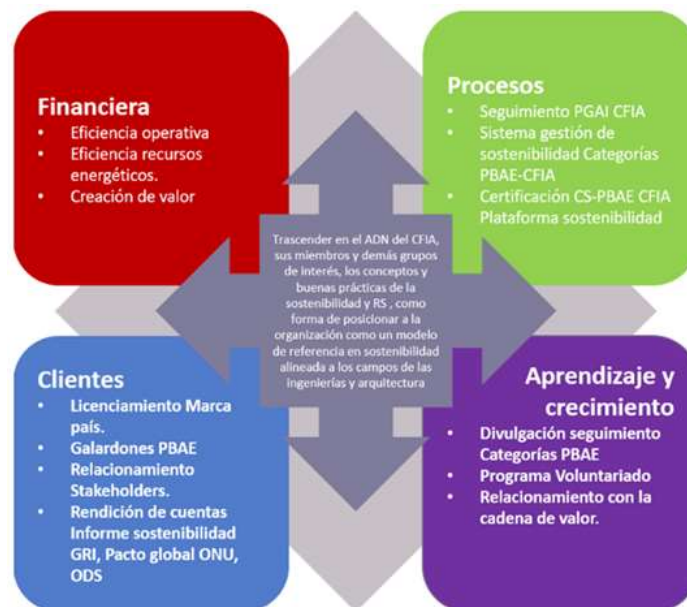 Financiera
• Eficiencia operativa
• Eficiencia recursos
energéticos.
• Creación de valor
Procesos
• Seguimiento PGAI CFIA
• Sistema gestión de
sostenibilidad Categorías
PBAE-CFIA
• Certificación CS-PBAE CFIA
Plataforma sostenibilidad
Trascender en el ADN del CFIA,
sus miembros y demás grupos
de interés, los conceptos y
buenas prácticas de la
sostenibilidad y RS , como
forma de posicionar a la
organización como un modelo
de referencia en sostenibilidad
alineada a los campos de las
ingenierías y arquitectura
Clientes
• Licenciamiento Marca
país.
• Galardones PBAE
• Relacionamiento
Stakeholders.
• Rendición de cuentas
Informe sostenibilidad
GRI, Pacto global ONU,
ODS
Aprendizaje y
crecimiento
• Divulgación seguimiento
Categorías PBAE
• Programa Voluntariado
• Relacionamiento con la
cadena de valor.